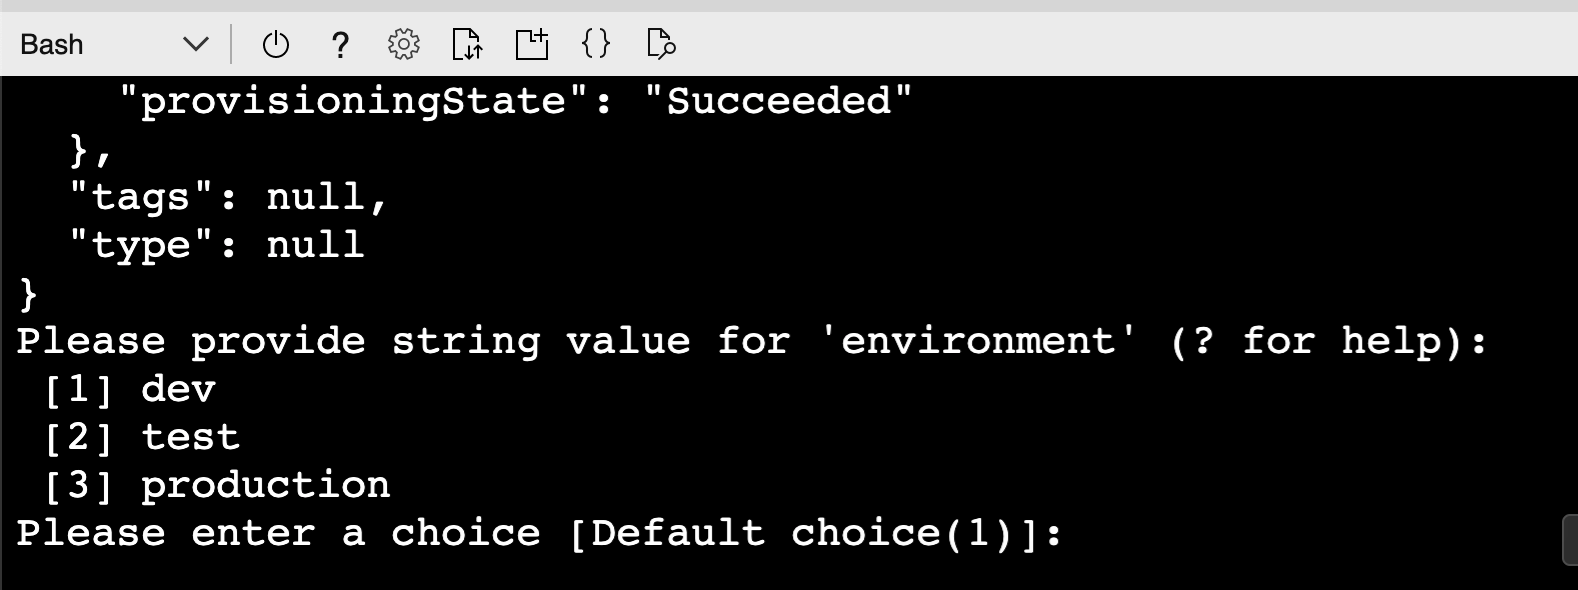 Bash
"provisioningState": "Succeeded"
},
"tags": null,
"type": null
}
Please provide string value for 'environment' (? for help):
[1] dev
[2] test
[3] production
Please enter a choice [Default choice(1)]: